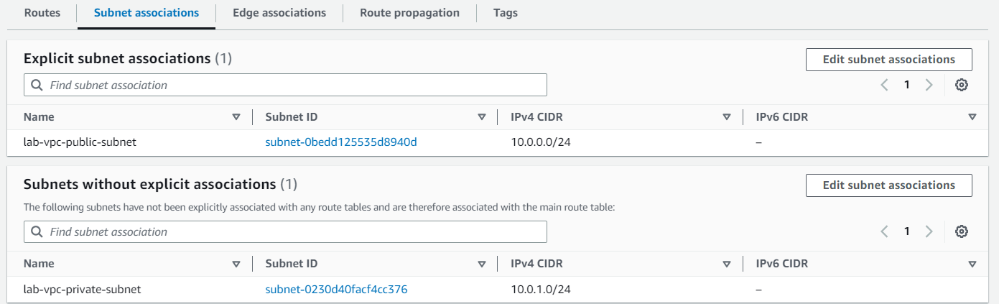 Routes Subnet associations Edge associations Route propagation Tags
Explicit subnet associations (1) Edit subnet associations
Find subnet association 1
Name Subnet ID IPv4 CIDR IPv6 CIDR
lab-vpc-public-subnet subnet-0bedd125535d8940d 10.0.0.0/24 –
Subnets without explicit associations (1) Edit subnet associations
The following subnets have not been explicitly associated with any route tables and are therefore associated with the main route table:
Find subnet association 1
Name Subnet ID IPv4 CIDR IPv6 CIDR
lab-vpc-private-subnet subnet-0230d40facf4cc376 10.0.1.0/24 –